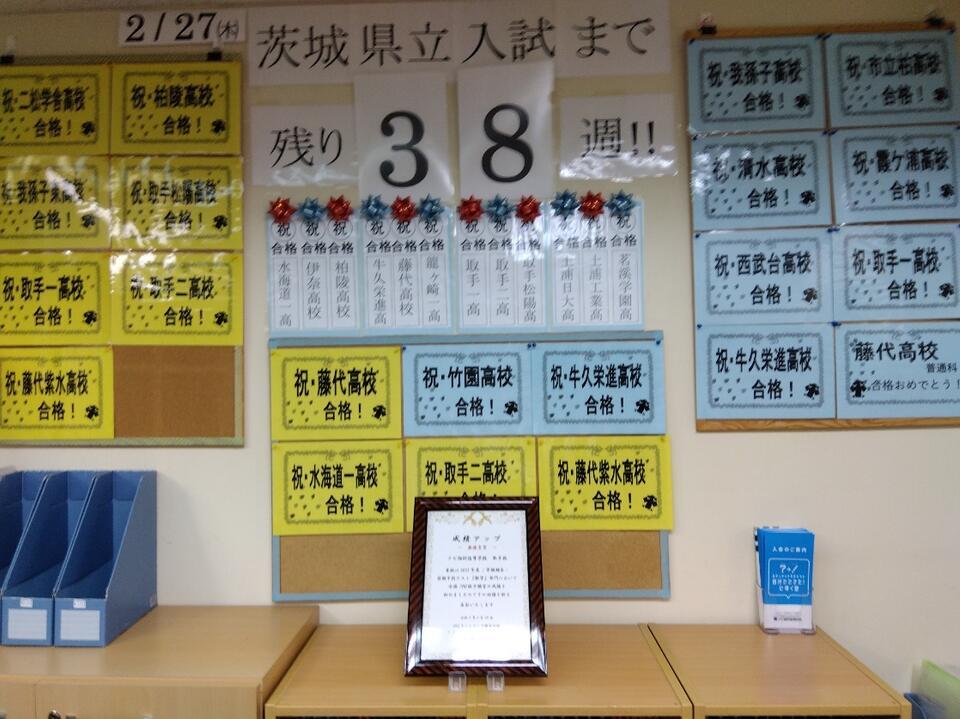 2/27㈭
茨城県立入試まで
残り 38 週!!
祝・二松学舎高校
合格！
祝・柏陵高校
合格！
祝・我孫子東高校
合格！
祝・取手松陽高校
合格！
祝・取手一高校
合格！
祝・取手二高校
合格！
祝・藤代紫水高校
合格！
祝 合格 水海道一高
祝 合格 伊奈高校
祝 合格 柏陵高校
祝 合格 牛久栄進高
祝 合格 藤代高校
祝 合格 龍ヶ崎一高
祝 合格 取手一高
祝 合格 取手二高
祝 合格 取手松陽高
祝 合格 土浦日大高
祝 合格 土浦工業高
祝 合格 茗溪学園高
祝・藤代高校
合格！
祝・竹園高校
合格！
祝・牛久栄進高校
合格！
祝・水海道一高校
合格！
祝・取手二高校
合格！
祝・藤代紫水高校
合格！
祝・我孫子高校
合格！
祝・市立柏高校
合格！
祝・清水高校
合格！
祝・霞ケ浦高校
合格！
祝・西武台高校
合格！
祝・取手一高校
合格！
祝・牛久栄進高校
合格！
藤代高校
普通科
合格おめでとう！
成績アップ
入会のご案内